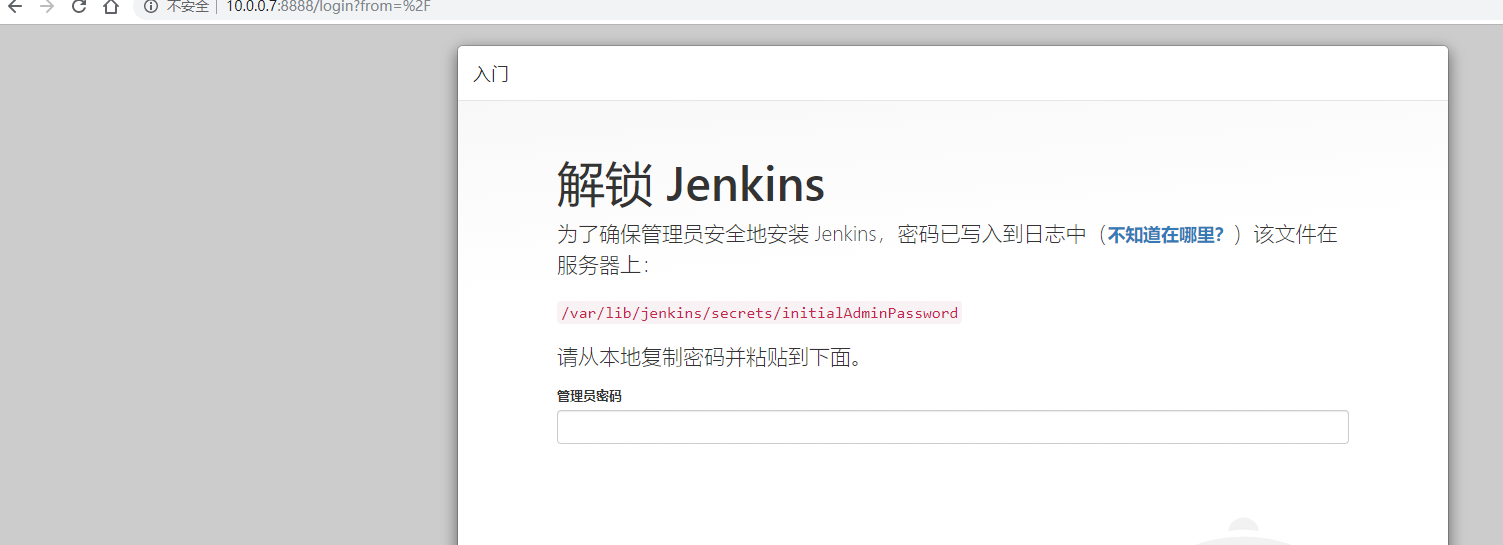 不安全 | 10.0.0.7:8888/login?from=%2F
入门
解锁 Jenkins
为了确保管理员安全地安装 Jenkins，密码已写入到日志中（不知道在哪里？）该文件在
服务器上：
/var/lib/jenkins/secrets/initialAdminPassword
请从本地复制密码并粘贴到下面。
管理员密码